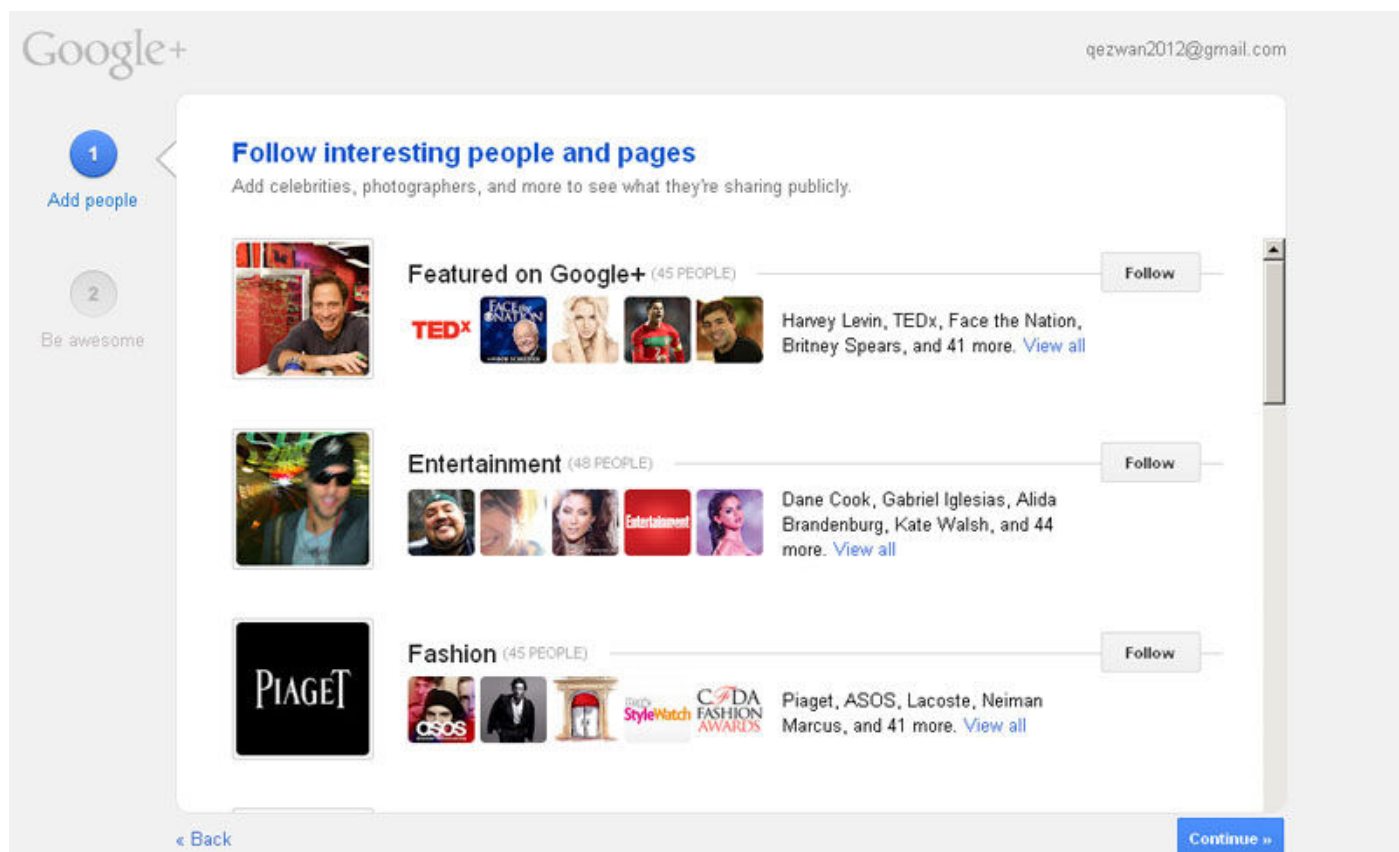 Google+
qezwan2012@gmail.com
1
Add people
2
Be awesome
Follow interesting people and pages
Add celebrities, photographers, and more to see what they're sharing publicly.
Featured on Google+ (45 PEOPLE)
Follow
TEDx
FACE the
NATION
Harvey Levin, TEDx, Face the Nation,
Britney Spears, and 41 more. View all
Entertainment (48 PEOPLE)
Follow
Entertainment
Dane Cook, Gabriel Iglesias, Alida
Brandenburg, Kate Walsh, and 44
more. View all
PIAGET
Fashion (45 PEOPLE)
Follow
asos
StyleWatch
CFDA
FASHION
AWARDS
Piaget, ASOS, Lacoste, Neiman
Marcus, and 41 more. View all
« Back
Continue »